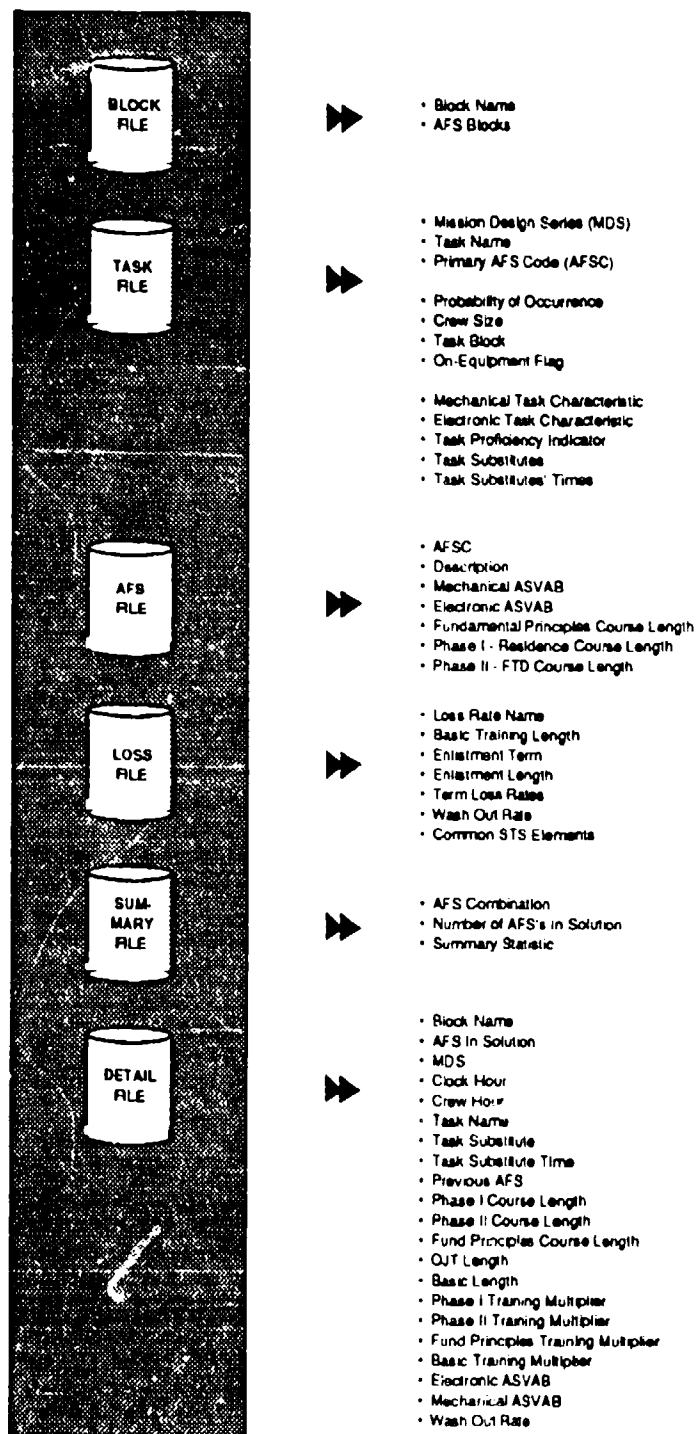 BLOCK
FILE
• Block Name
• AFS Blocks
TASK
FILE
• Mission Design Series (MDS)
• Task Name
• Primary AFS Code (AFSC)
• Probability of Occurrence
• Crew Size
• Task Block
• On-Equipment Flag
• Mechanical Task Characteristic
• Electronic Task Characteristic
• Task Proficiency Indicator
• Task Substitutes
• Task Substitutes' Times
AFS
FILE
• AFSC
• Description
• Mechanical ASVAB
• Electronic ASVAB
• Fundamental Principles Course Length
• Phase I - Residence Course Length
• Phase II - FTD Course Length
LOSS
FILE
• Loss Rate Name
• Basic Training Length
• Enlistment Term
• Enlistment Length
• Term Loss Rates
• Wash Out Rate
• Common STS Elements
SUM-
MARY
FILE
• AFS Combination
• Number of AFS's in Solution
• Summary Statistic
DETAIL
FILE
• Block Name
• AFS In Solution
• MDS
• Clock Hour
• Crew Hour
• Task Name
• Task Substitute
• Task Substitute Time
• Previous AFS
• Phase I Course Length
• Phase II Course Length
• Fund Principles Course Length
• OJT Length
• Basic Length
• Phase I Training Multiplier
• Phase II Training Multiplier
• Fund Principles Training Multiplier
• Basic Training Multiplier
• Electronic ASVAB
• Mechanical ASVAB
• Wash Out Rate